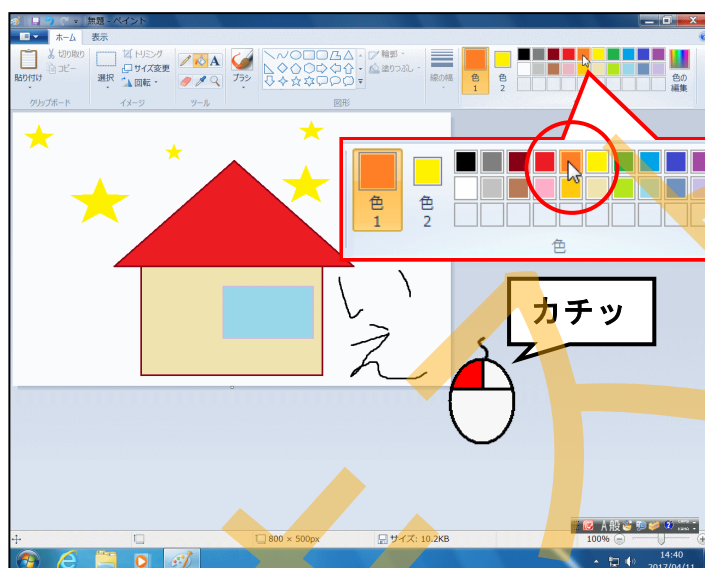 無題 - ペイント
ホーム 表示
貼り付け
切り取り
コピー
クリップボード
選択
トリミング
サイズ変更
回転
イメージ
ツール
ブラシ
図形
輪郭
塗りつぶし
線の幅
色
1
色
2
色の
編集
色
1
色
2
色
カチッ
いえ
800 × 500px
サイズ: 10.2KB
100%
A 般
14:40
2017/04/11